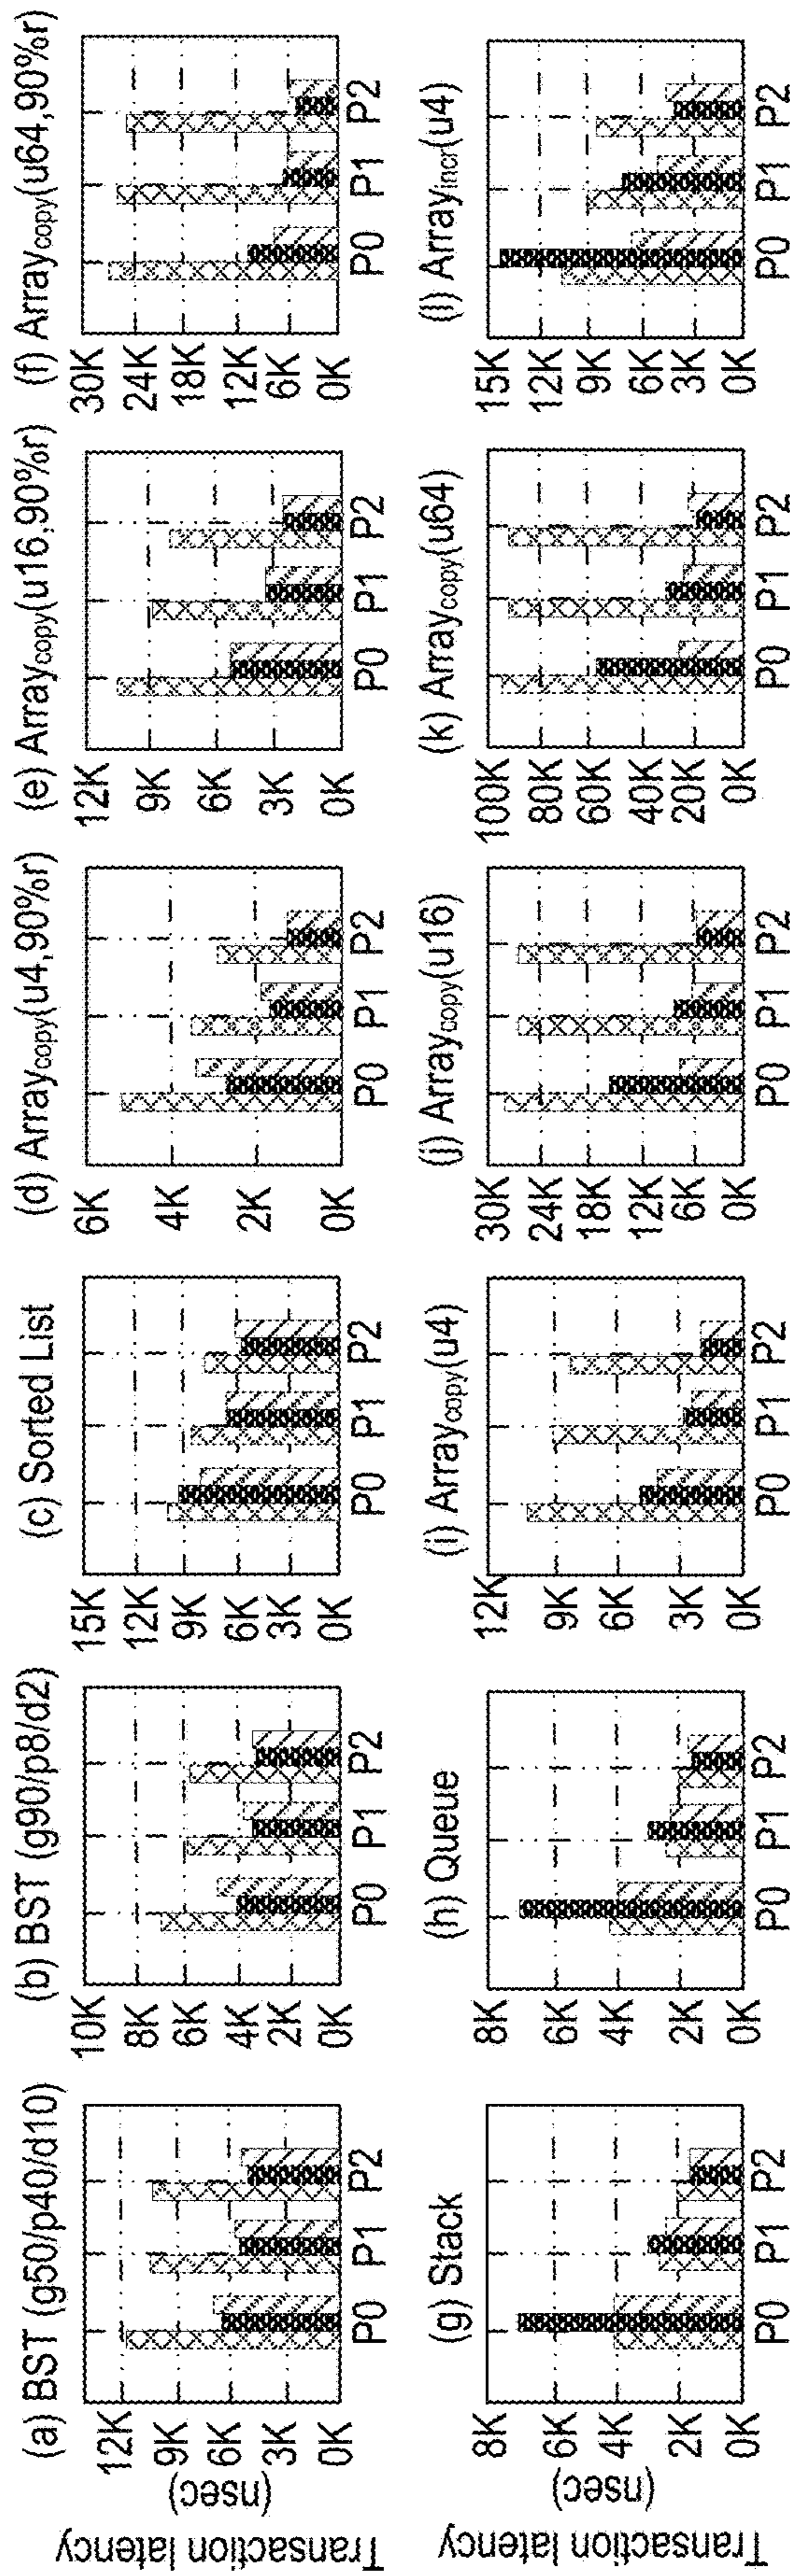 (a) BST (g50/p40/d10)
12K
9K
6K
3K
0K
Transaction latency
(nsec)
P0 P1 P2
(b) BST (g90/p8/d2)
10K
8K
6K
4K
2K
0K
P0 P1 P2
(c) Sorted List
15K
12K
9K
6K
3K
0K
P0 P1 P2
(d) Arraycopy(u4,90%r)
6K
4K
2K
0K
P0 P1 P2
(e) Arraycopy(u16,90%r)
12K
9K
6K
3K
0K
P0 P1 P2
(f) Arraycopy(u64,90%r)
30K
24K
18K
12K
6K
0K
P0 P1 P2
(g) Stack
8K
6K
4K
2K
0K
Transaction latency
(nsec)
P0 P1 P2
(h) Queue
8K
6K
4K
2K
0K
P0 P1 P2
(i) Arraycopy(u4)
12K
9K
6K
3K
0K
P0 P1 P2
(j) Arraycopy(u16)
30K
24K
18K
12K
6K
0K
P0 P1 P2
(k) Arraycopy(u64)
100K
80K
60K
40K
20K
0K
P0 P1 P2
(l) Arrayincr(u4)
15K
12K
9K
6K
3K
0K
P0 P1 P2